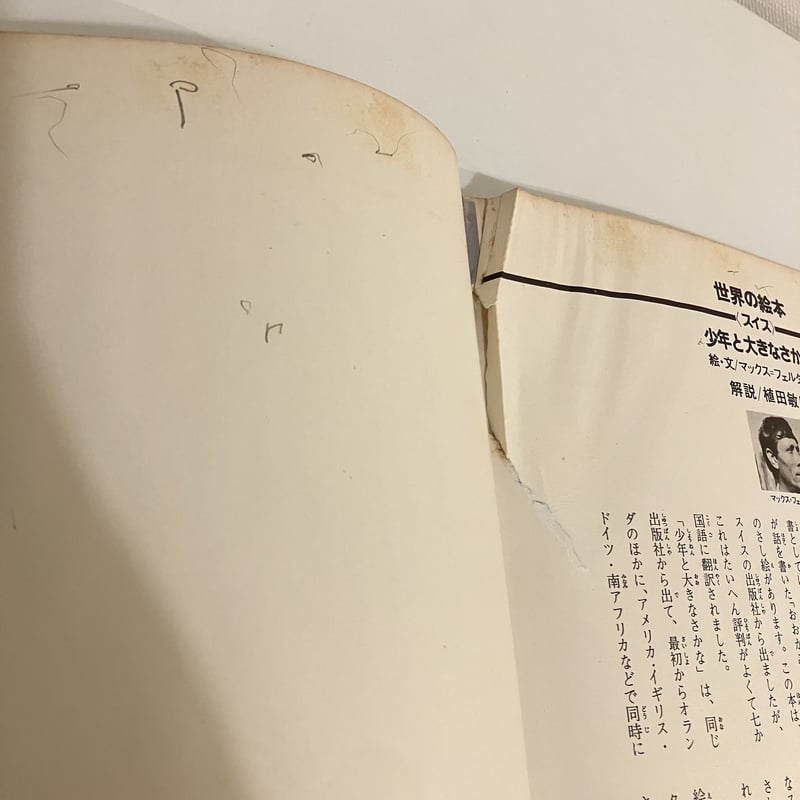 世界の絵本
(スイス)
少年と大きなさか
絵・文/マックス=フェル
解説/植田敏
マックス=フェ
書として
が話を書いた「おおか
のさし絵があります。この本は、
スイスの出版社から出ましたが、
これはたいへん評判がよくて七か
国語に翻訳されました。
「少年と大きなさかな」は、同じ
出版社から出て、最初からオラン
ダのほかに、アメリカ・イギリス・
ドイツ・南アフリカなどで同時に